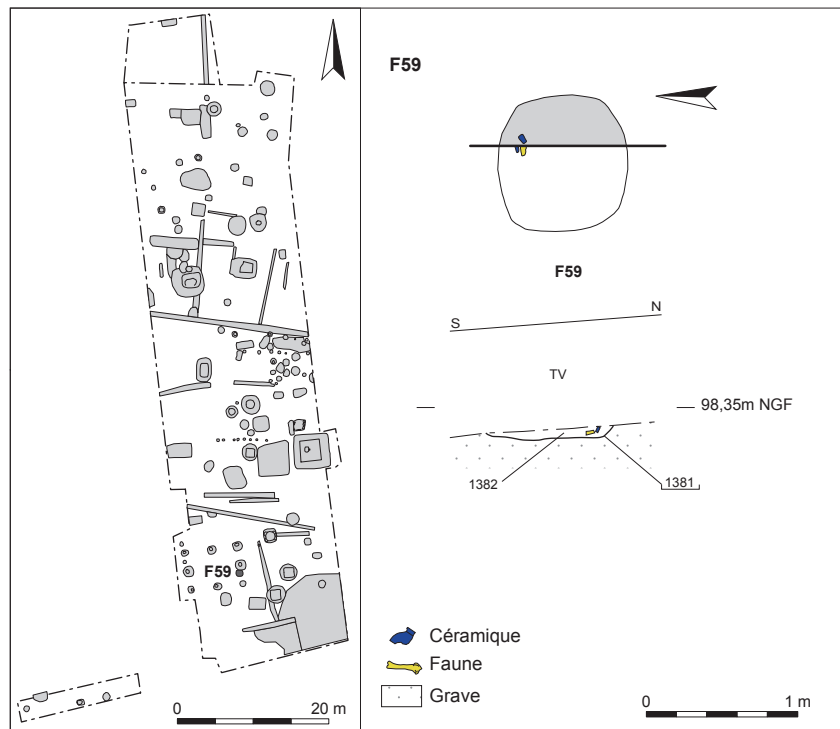 F59
0 20 m
F59
F59
S N
TV
98,35m NGF
1382 1381
Céramique
Faune
Grave
0 1 m